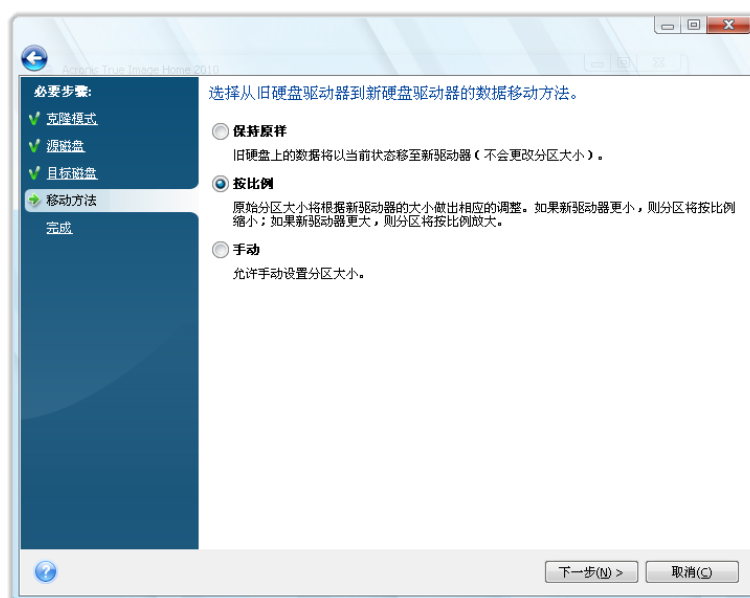 Acronis True Image Home 2010
必要步骤:
克隆模式
源磁盘
目标磁盘
移动方法
完成
选择从旧硬盘驱动器到新硬盘驱动器的数据移动方法。
保持原样
旧硬盘上的数据将以当前状态移至新驱动器(不会更改分区大小)。
按比例
原始分区大小将根据新驱动器的大小做出相应的调整。如果新驱动器更小,则分区将按比例
缩小;如果新驱动器更大,则分区将按比例放大。
手动
允许手动设置分区大小。
下一步(N) >
取消(C)